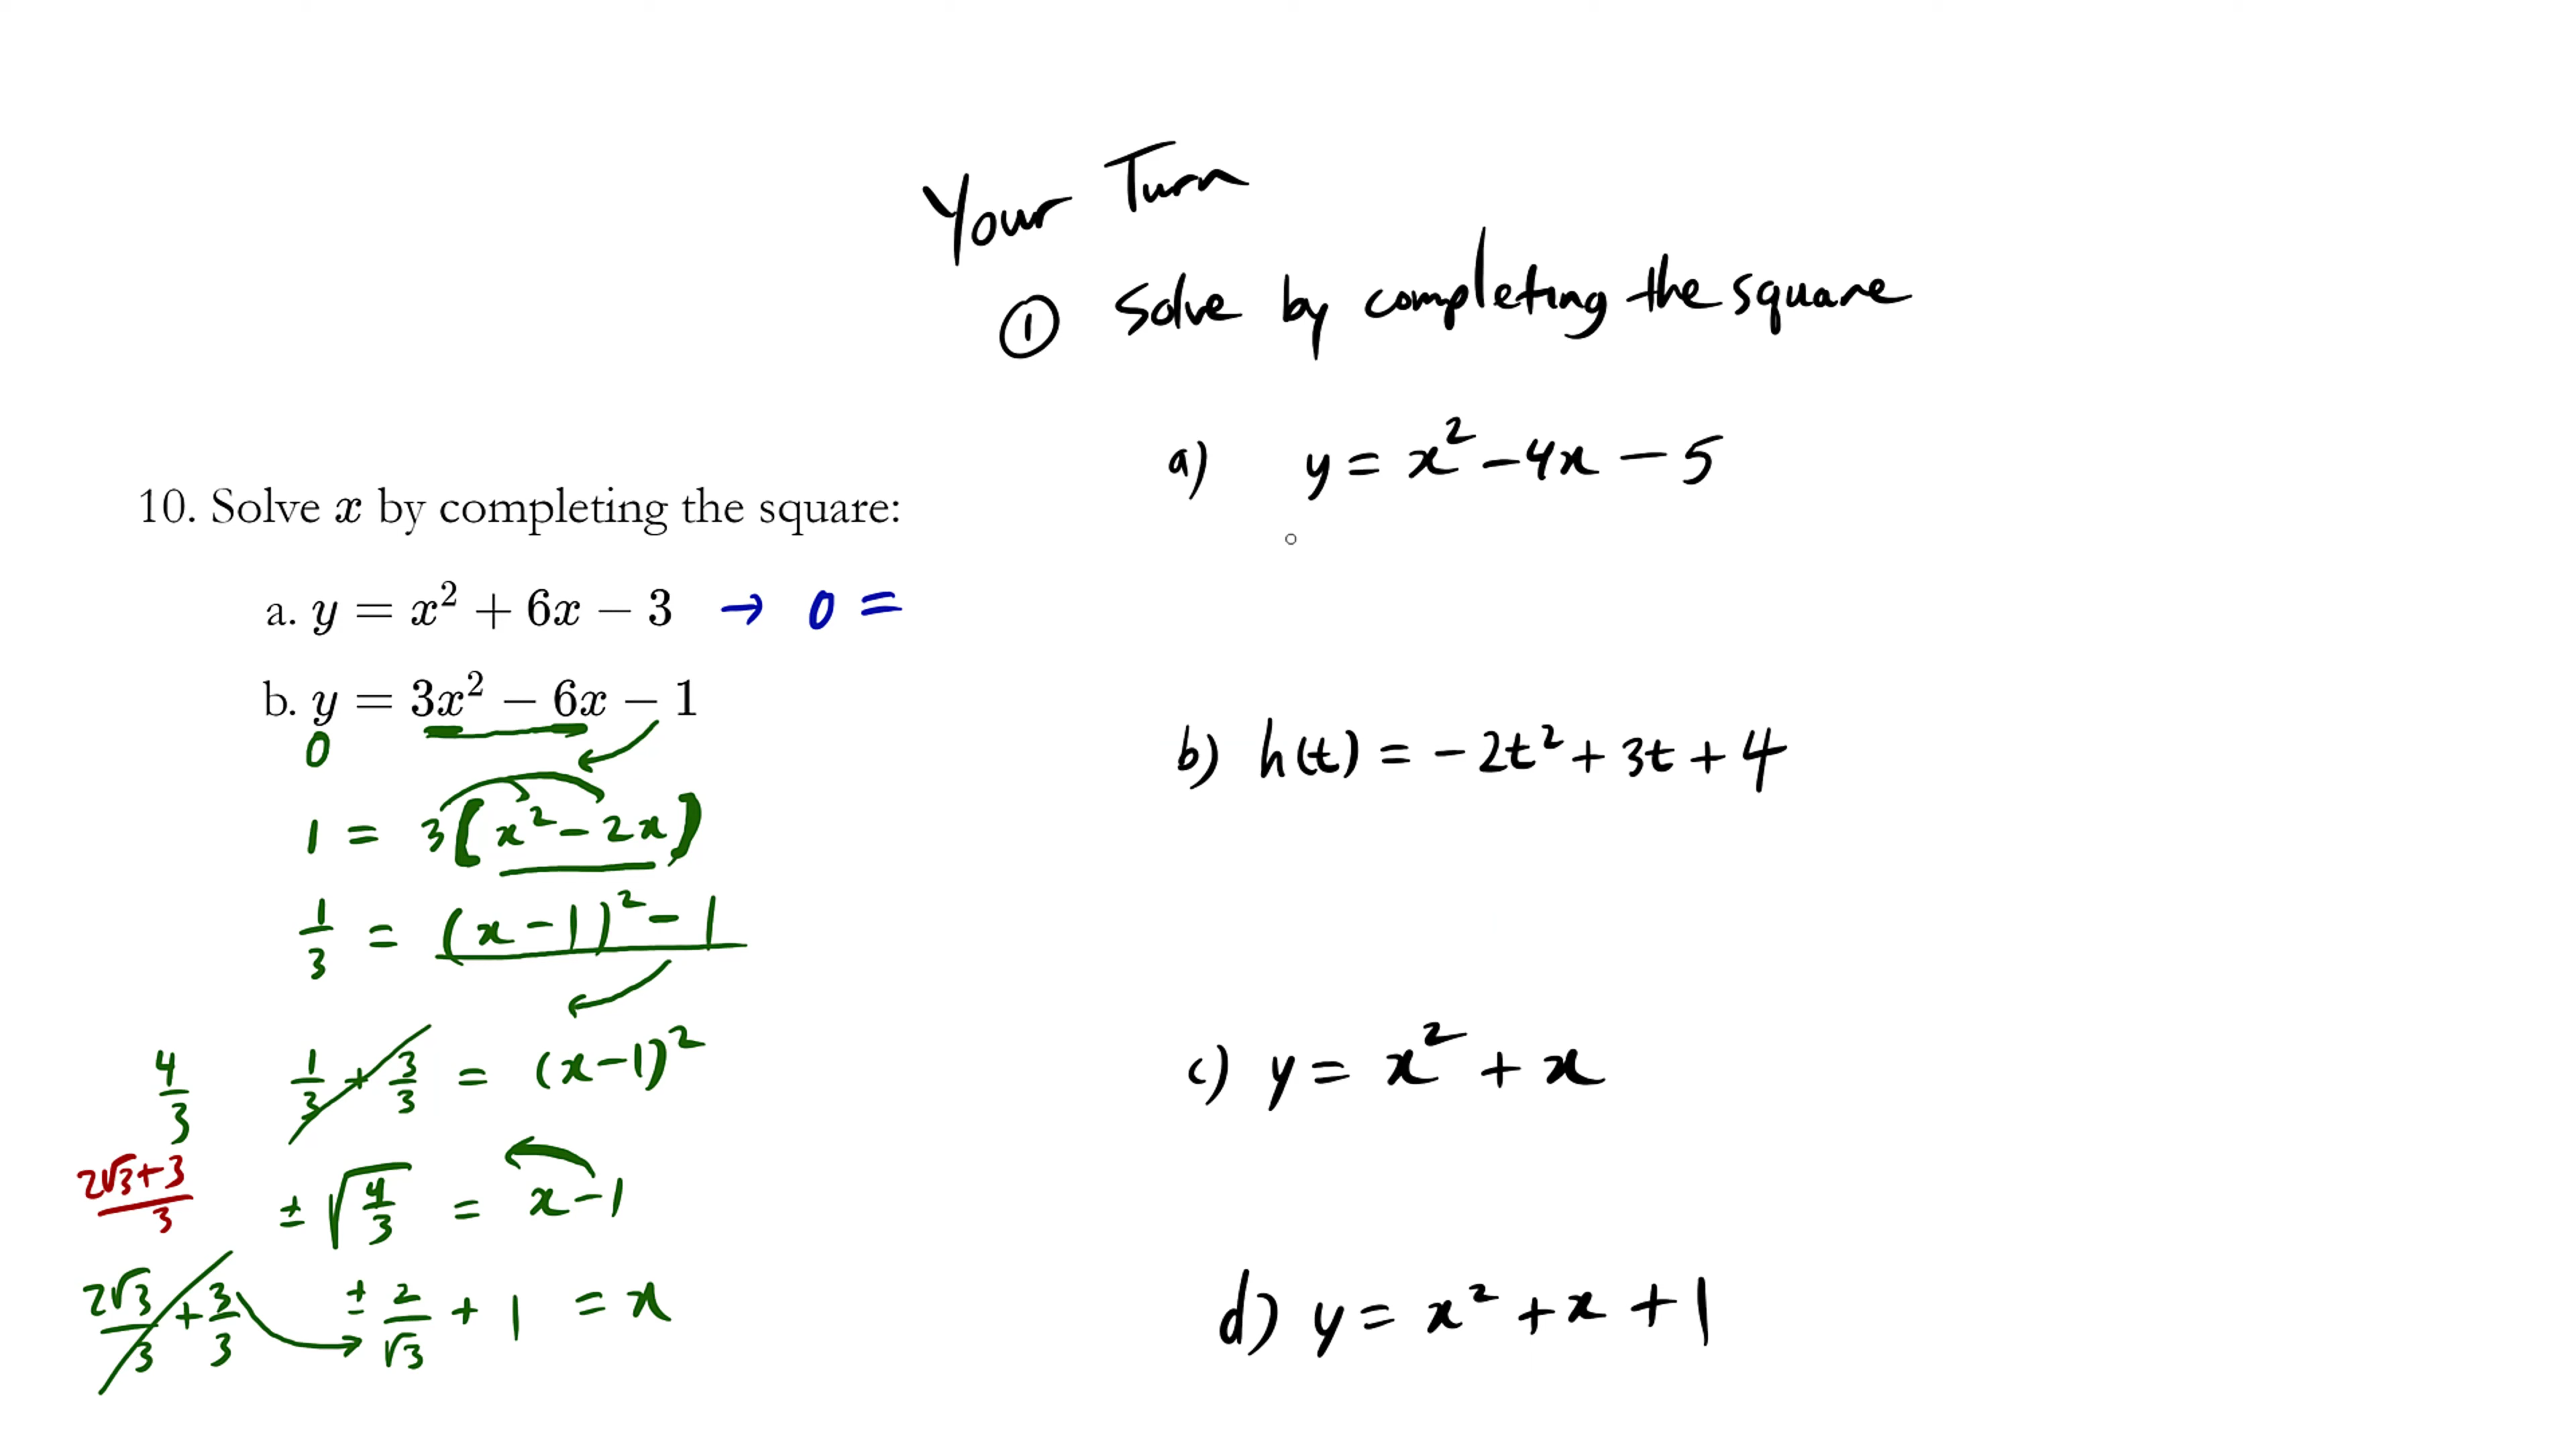 Your Turn
① Solve by completing the square
a) y = x² - 4x - 5
b) h(t) = -2t² + 3t + 4
c) y = x² + x
d) y = x² + x + 1
10. Solve x by completing the square:
a. y = x² + 6x − 3 → 0 =
b. y = 3x² − 6x − 1
0
1 = 3[x² - 2x)
1/3 = (x - 1)² - 1
4/3 1/3 + 3/3 = (x - 1)²
(2√3 + 3)/3 ± √(4/3) = x - 1
2√3/3 + 3/3 → ± 2/√3 + 1 = x